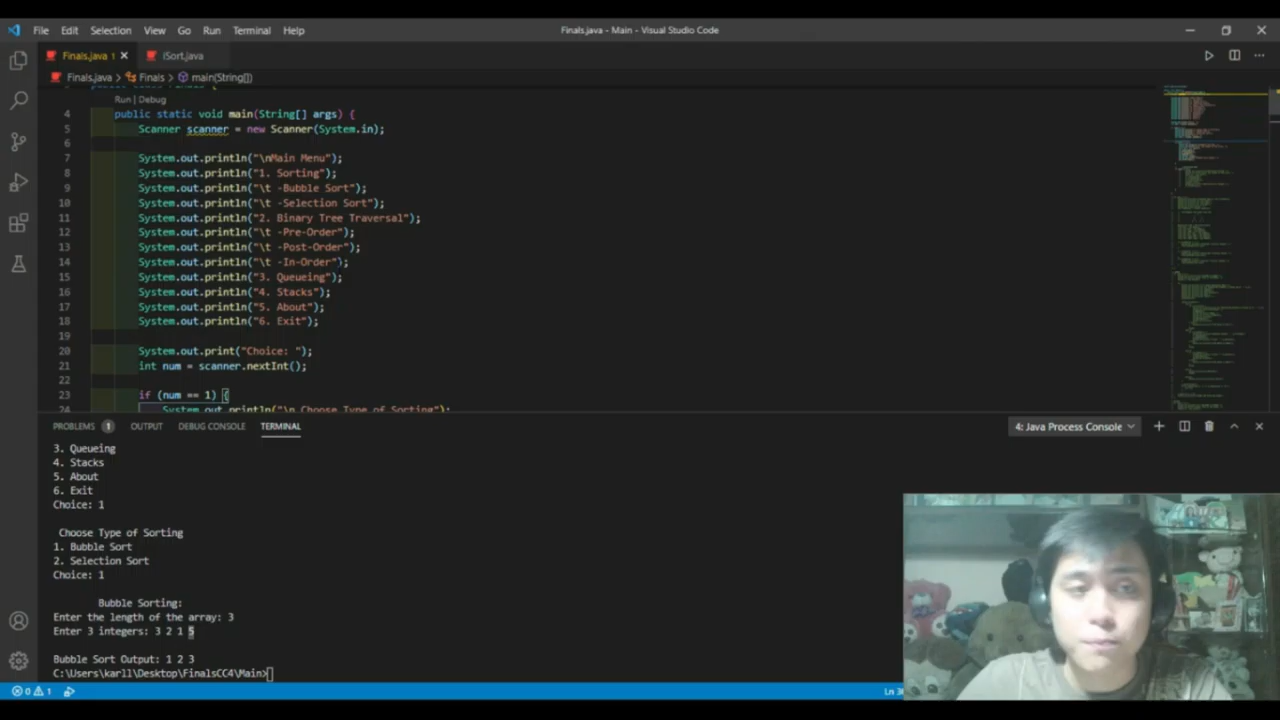 File Edit Selection View Go Run Terminal Help
Finals.java - Main - Visual Studio Code
Finals.java 1
iSort.java
Finals.java > Finals > main(String[])
Run | Debug
4 public static void main(String[] args) {
5 Scanner scanner = new Scanner(System.in);
6
7 System.out.println("\nMain Menu");
8 System.out.println("1. Sorting");
9 System.out.println("\t -Bubble Sort");
10 System.out.println("\t -Selection Sort");
11 System.out.println("2. Binary Tree Traversal");
12 System.out.println("\t -Pre-Order");
13 System.out.println("\t -Post-Order");
14 System.out.println("\t -In-Order");
15 System.out.println("3. Queueing");
16 System.out.println("4. Stacks");
17 System.out.println("5. About");
18 System.out.println("6. Exit");
19
20 System.out.print("Choice: ");
21 int num = scanner.nextInt();
22
23 if (num == 1) {
24 System.out.println("\n Choose Type of Sorting");
PROBLEMS 1 OUTPUT DEBUG CONSOLE TERMINAL
4: Java Process Console
3. Queueing
4. Stacks
5. About
6. Exit
Choice: 1
Choose Type of Sorting
1. Bubble Sort
2. Selection Sort
Choice: 1
Bubble Sorting:
Enter the length of the array: 3
Enter 3 integers: 3 2 1 5
Bubble Sort Output: 1 2 3
C:\Users\karll\Desktop\FinalsCC4\Main>
0 1